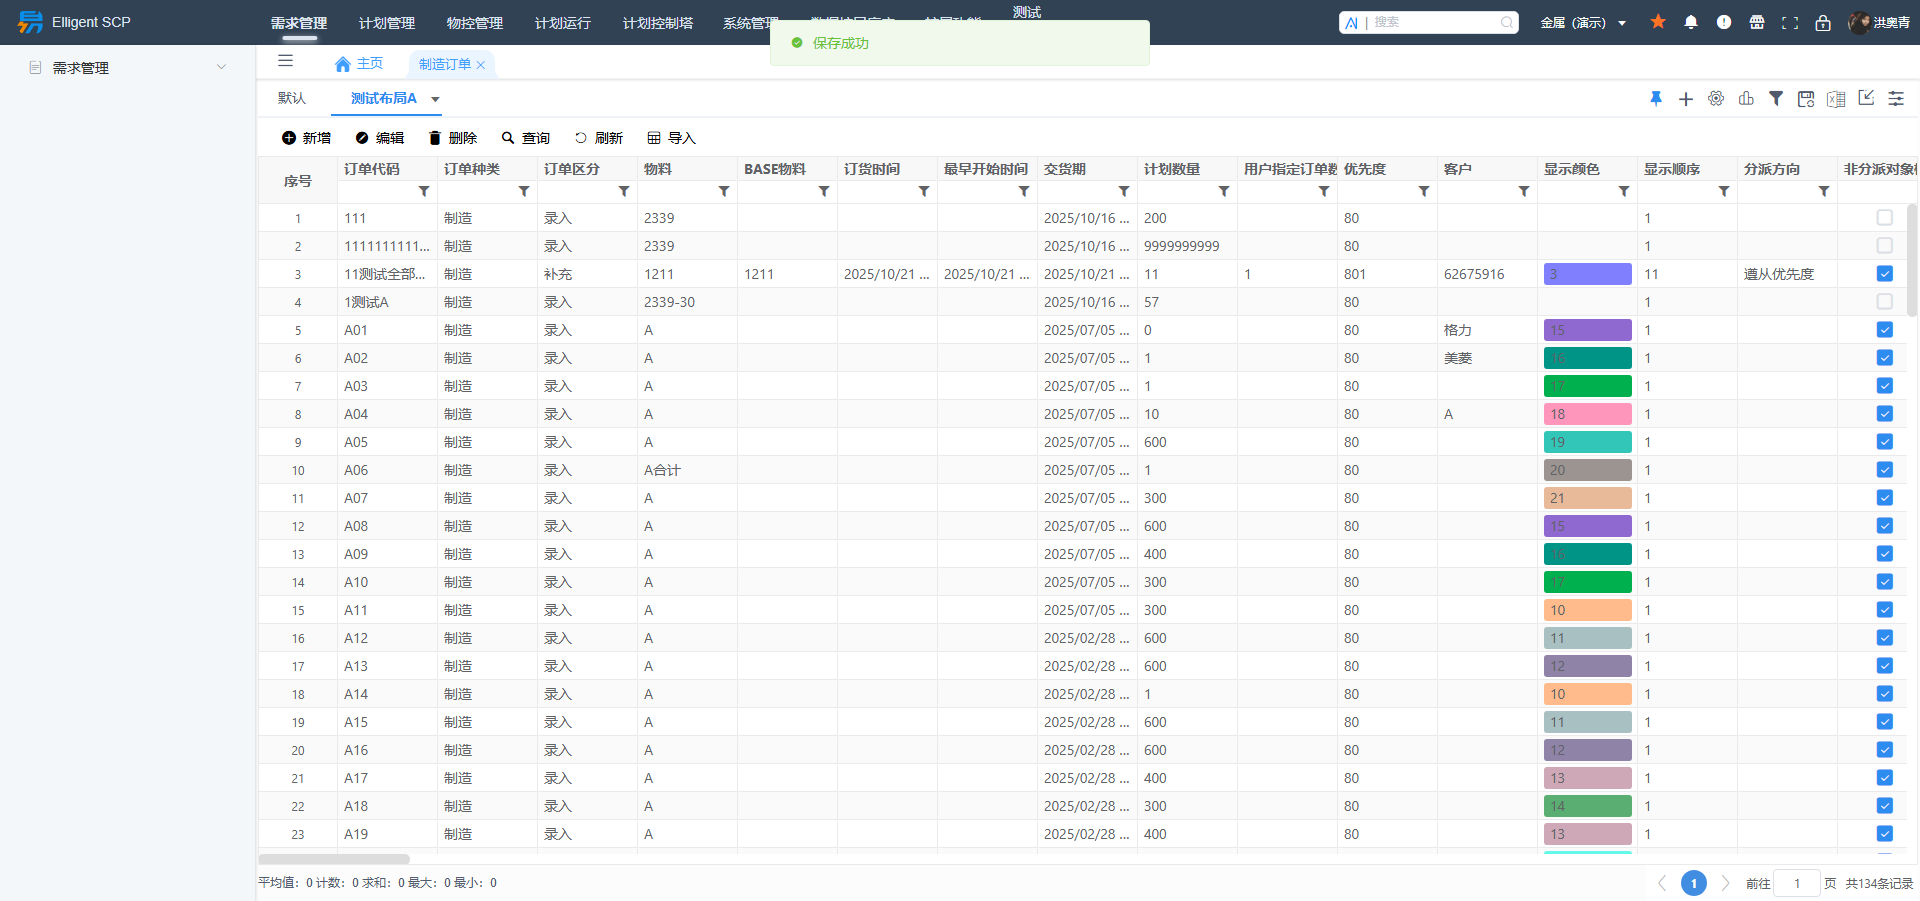 Elligent SCP 需求管理 计划管理 物控管理 计划运行 计划控制塔 系统管理 测试 AI | 搜索 金属（演示） 洪奥青
保存成功
需求管理
主页 制造订单
默认 测试布局A
新增 编辑 删除 查询 刷新 导入
序号 订单代码 订单种类 订单区分 物料 BASE物料 订货时间 最早开始时间 交货期 计划数量 用户指定订单数 优先度 客户 显示颜色 显示顺序 分派方向 非分派对象
1 111 制造 录入 2339 2025/10/16 ... 200 80 1
2 1111111111... 制造 录入 2339 2025/10/16 ... 9999999999 80 1
3 11测试全部... 制造 补充 1211 1211 2025/10/21 ... 2025/10/21 ... 2025/10/21 ... 11 1 801 62675916 3 11 遵从优先度
4 1测试A 制造 录入 2339-30 2025/10/16 ... 57 80 1
5 A01 制造 录入 A 2025/07/05 ... 0 80 格力 15 1
6 A02 制造 录入 A 2025/07/05 ... 1 80 美菱 16 1
7 A03 制造 录入 A 2025/07/05 ... 1 80 17 1
8 A04 制造 录入 A 2025/07/05 ... 10 80 A 18 1
9 A05 制造 录入 A 2025/07/05 ... 600 80 19 1
10 A06 制造 录入 A合计 2025/07/05 ... 1 80 20 1
11 A07 制造 录入 A 2025/07/05 ... 300 80 21 1
12 A08 制造 录入 A 2025/07/05 ... 600 80 15 1
13 A09 制造 录入 A 2025/07/05 ... 400 80 16 1
14 A10 制造 录入 A 2025/07/05 ... 300 80 17 1
15 A11 制造 录入 A 2025/07/05 ... 300 80 10 1
16 A12 制造 录入 A 2025/02/28 ... 600 80 11 1
17 A13 制造 录入 A 2025/02/28 ... 600 80 12 1
18 A14 制造 录入 A 2025/02/28 ... 1 80 10 1
19 A15 制造 录入 A 2025/02/28 ... 600 80 11 1
20 A16 制造 录入 A 2025/02/28 ... 600 80 12 1
21 A17 制造 录入 A 2025/02/28 ... 400 80 13 1
22 A18 制造 录入 A 2025/02/28 ... 300 80 14 1
23 A19 制造 录入 A 2025/02/28 ... 400 80 13 1
平均值：0 计数：0 求和：0 最大：0 最小：0 1 前往 1 页 共134条记录